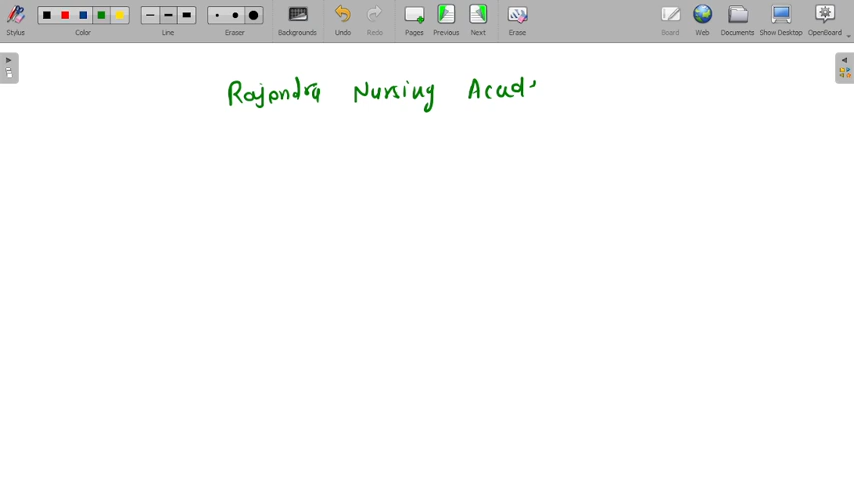 Stylus Color Line Eraser Backgrounds Undo Redo Pages Previous Next Erase Board Web Documents Show Desktop OpenBoard
Rajendra Nursing Acad